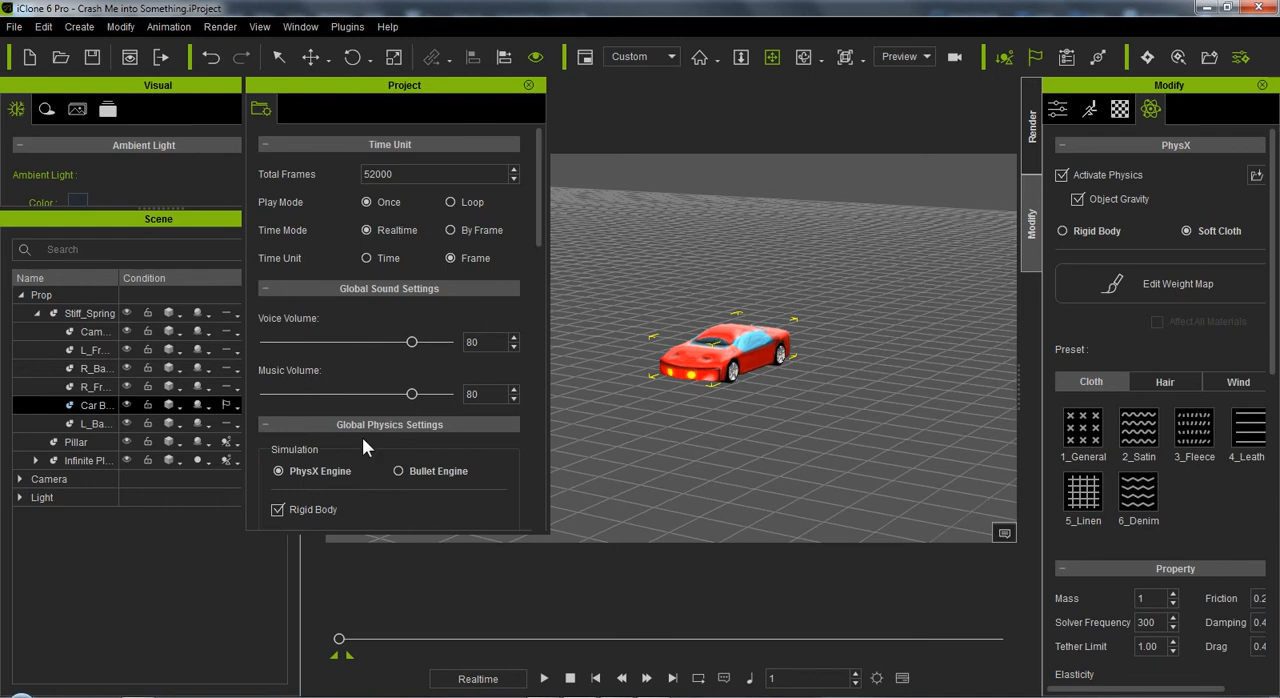 iClone 6 Pro - Crash Me into Something.iProject
File Edit Create Modify Animation Render View Window Plugins Help
Custom Preview
Visual
Ambient Light
Ambient Light :
Color :
Scene
Search
Name Condition
Prop
Stiff_Spring
Cam...
L_Fr...
R_Ba...
R_Fr...
Car B...
L_Ba...
Pillar
Infinite Pl...
Camera
Light
Project
Time Unit
Total Frames 52000
Play Mode Once Loop
Time Mode Realtime By Frame
Time Unit Time Frame
Global Sound Settings
Voice Volume:
80
Music Volume:
80
Global Physics Settings
Simulation
PhysX Engine Bullet Engine
Rigid Body
Render
Modify
Modify
PhysX
Activate Physics
Object Gravity
Rigid Body Soft Cloth
Edit Weight Map
Affect All Materials
Preset :
Cloth Hair Wind
1_General 2_Satin 3_Fleece 4_Leath
5_Linen 6_Denim
Property
Mass 1 Friction 0.2
Solver Frequency 300 Damping 0.4
Tether Limit 1.00 Drag 0.4
Elasticity
Realtime 1